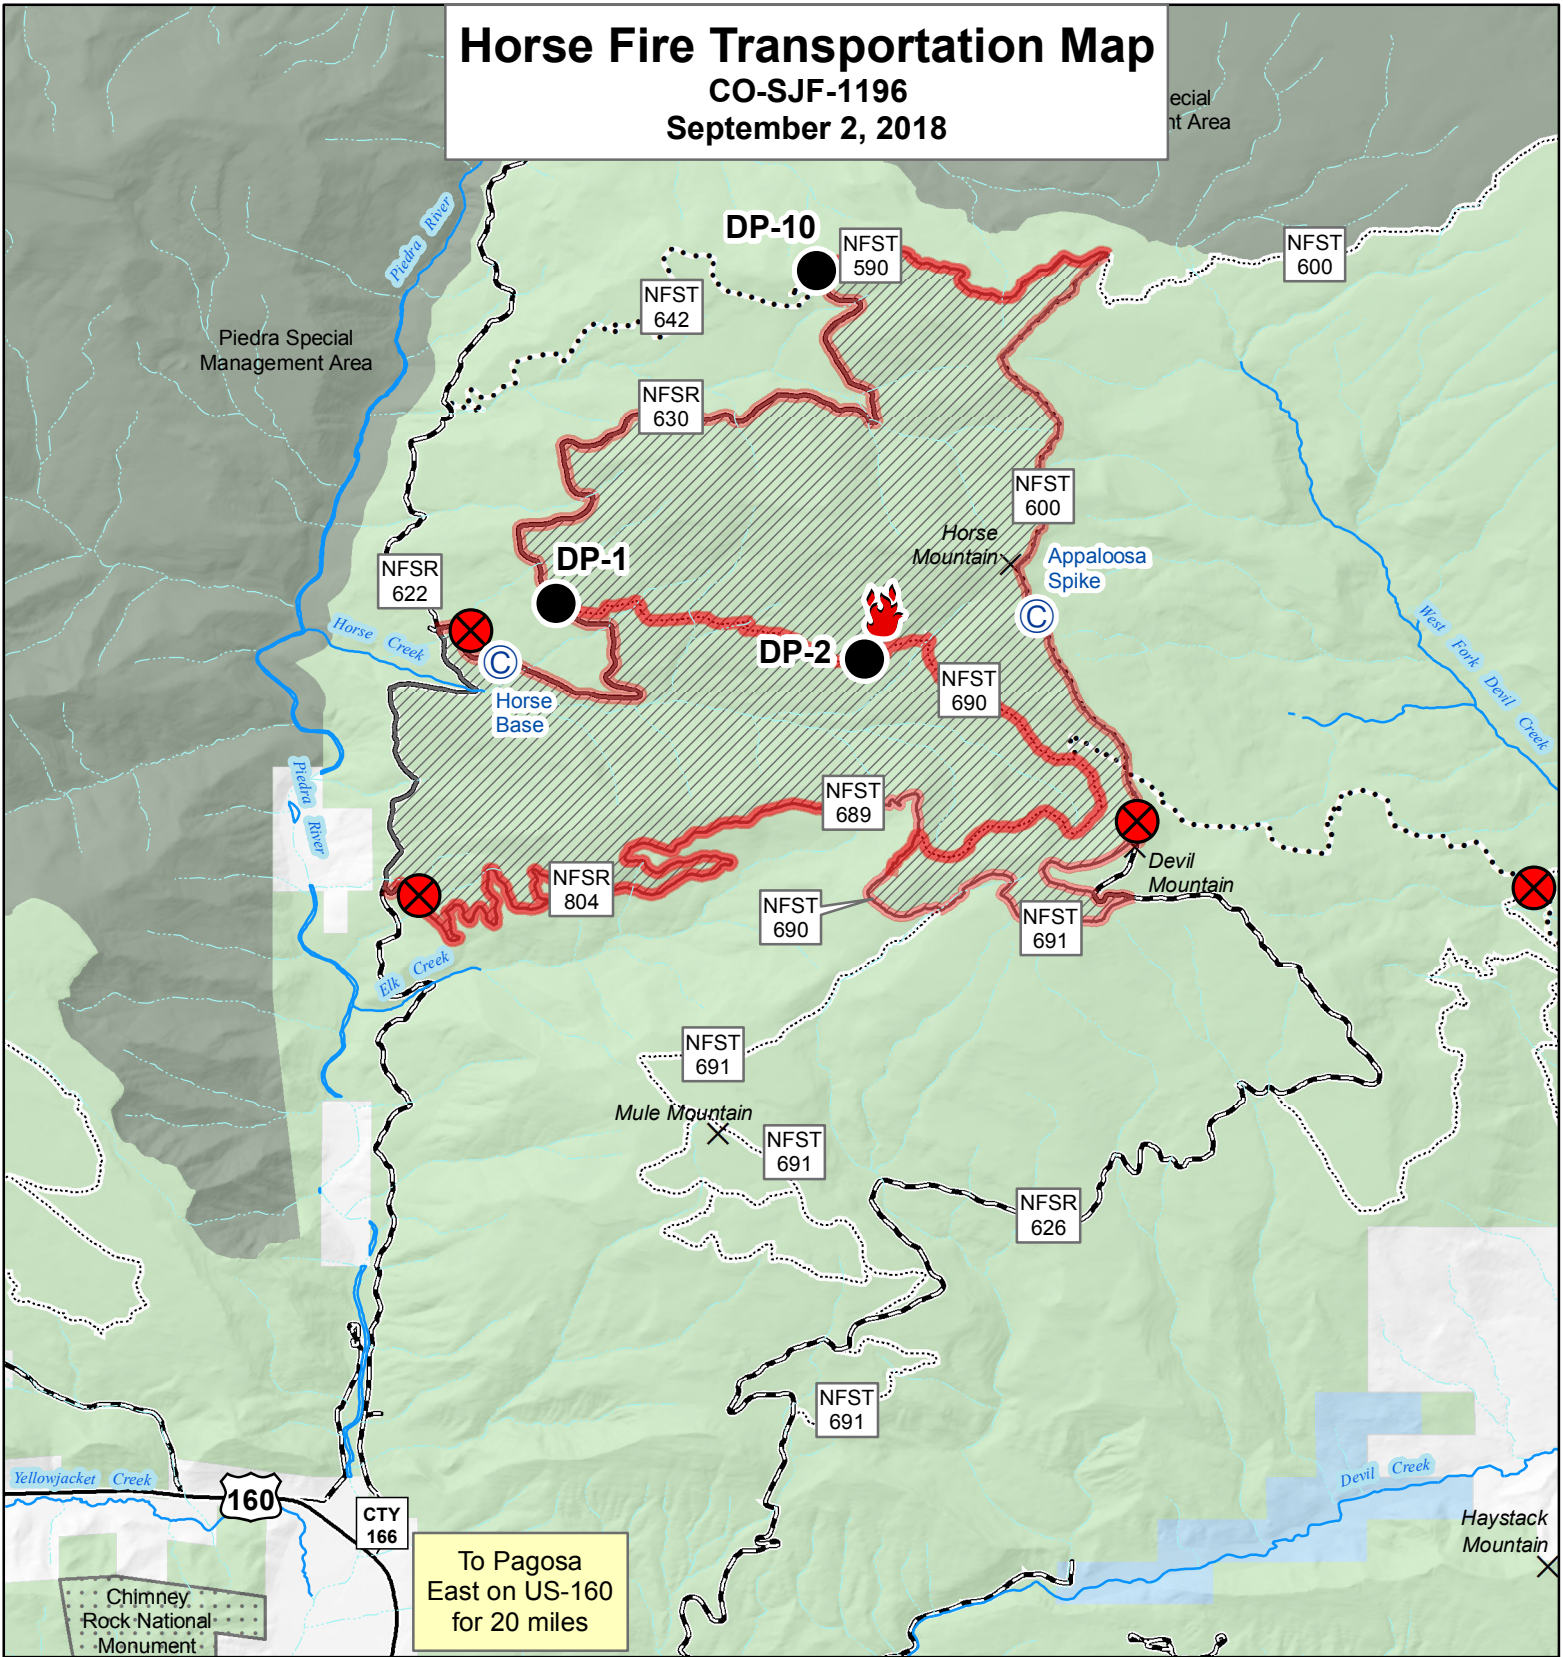 Horse Fire Transportation Map
CO-SJF-1196
September 2, 2018
ecial
nt Area
Piedra River
DP-10
NFST
590
NFST
600
NFST
642
Piedra Special
Management Area
NFSR
630
NFST
600
Horse
Mountain
Appaloosa
Spike
DP-1
NFSR
622
C
Horse Creek
C
DP-2
West Fork Devil Creek
NFST
690
Horse
Base
Piedra River
NFST
689
Devil
Mountain
NFSR
804
NFST
690
NFST
691
Elk Creek
NFST
691
Mule Mountain
NFST
691
NFSR
626
NFST
691
Yellowjacket Creek
160
Devil Creek
CTY
166
Haystack
Mountain
To Pagosa
East on US-160
for 20 miles
Chimney
Rock National
Monument